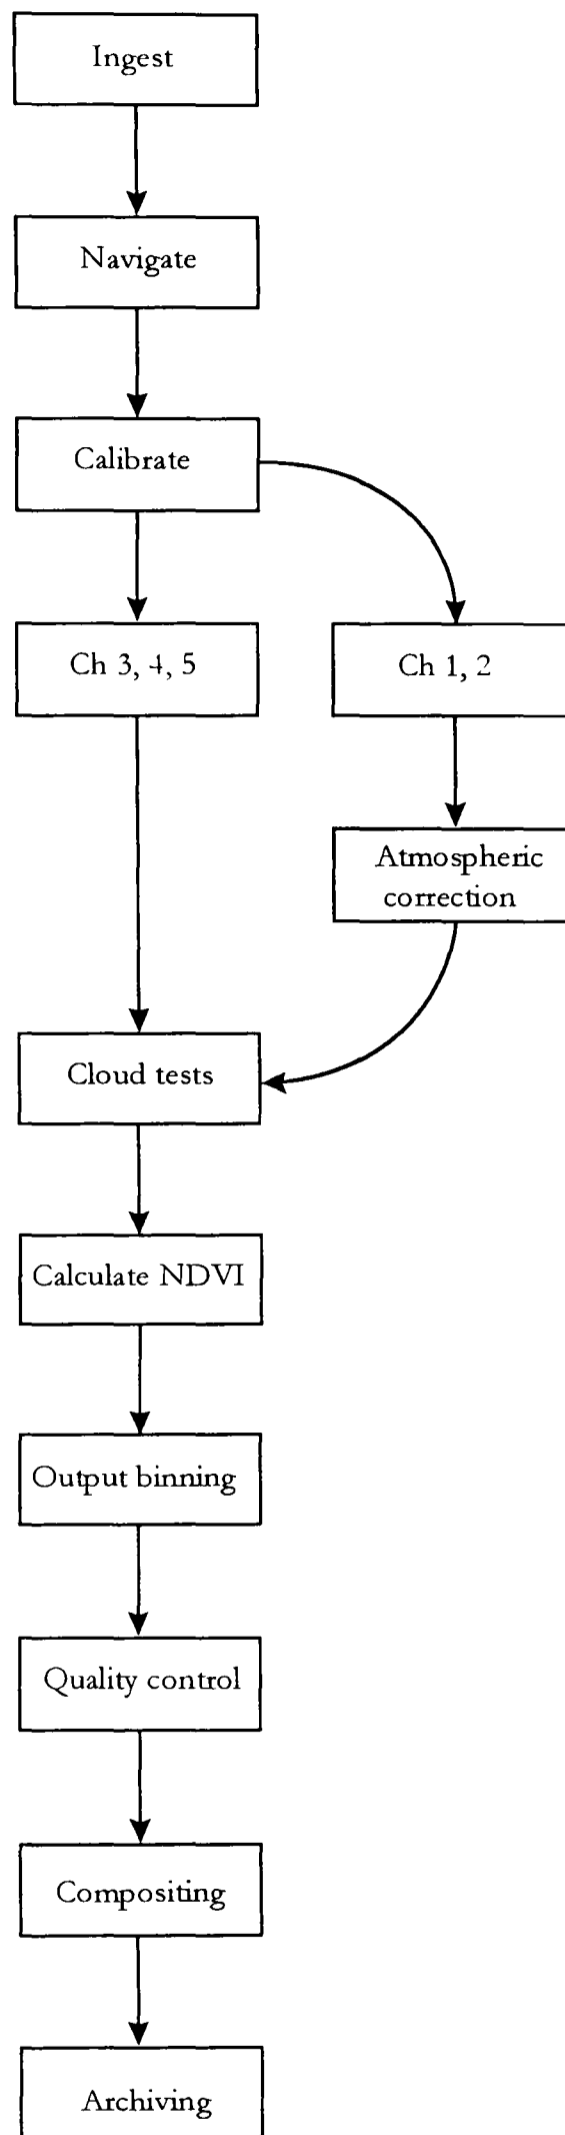 Ingest
Navigate
Calibrate
Ch 3, 4, 5
Ch 1, 2
Atmospheric
correction
Cloud tests
Calculate NDVI
Output binning
Quality control
Compositing
Archiving